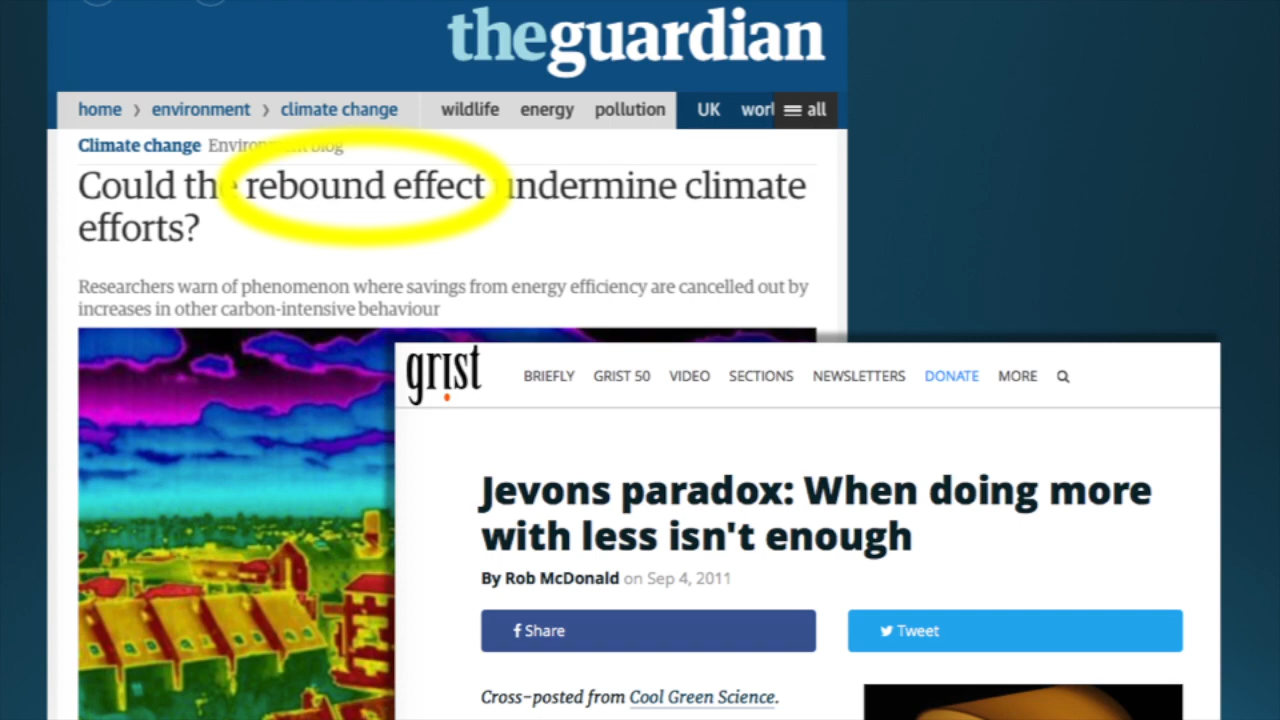 theguardian
home > environment > climate change wildlife energy pollution UK worl all
Climate change Environment blog
Could the rebound effect undermine climate
efforts?
Researchers warn of phenomenon where savings from energy efficiency are cancelled out by
increases in other carbon-intensive behaviour
grist
BRIEFLY GRIST 50 VIDEO SECTIONS NEWSLETTERS DONATE MORE
Jevons paradox: When doing more
with less isn't enough
By Rob McDonald on Sep 4, 2011
f Share
Tweet
Cross-posted from Cool Green Science.